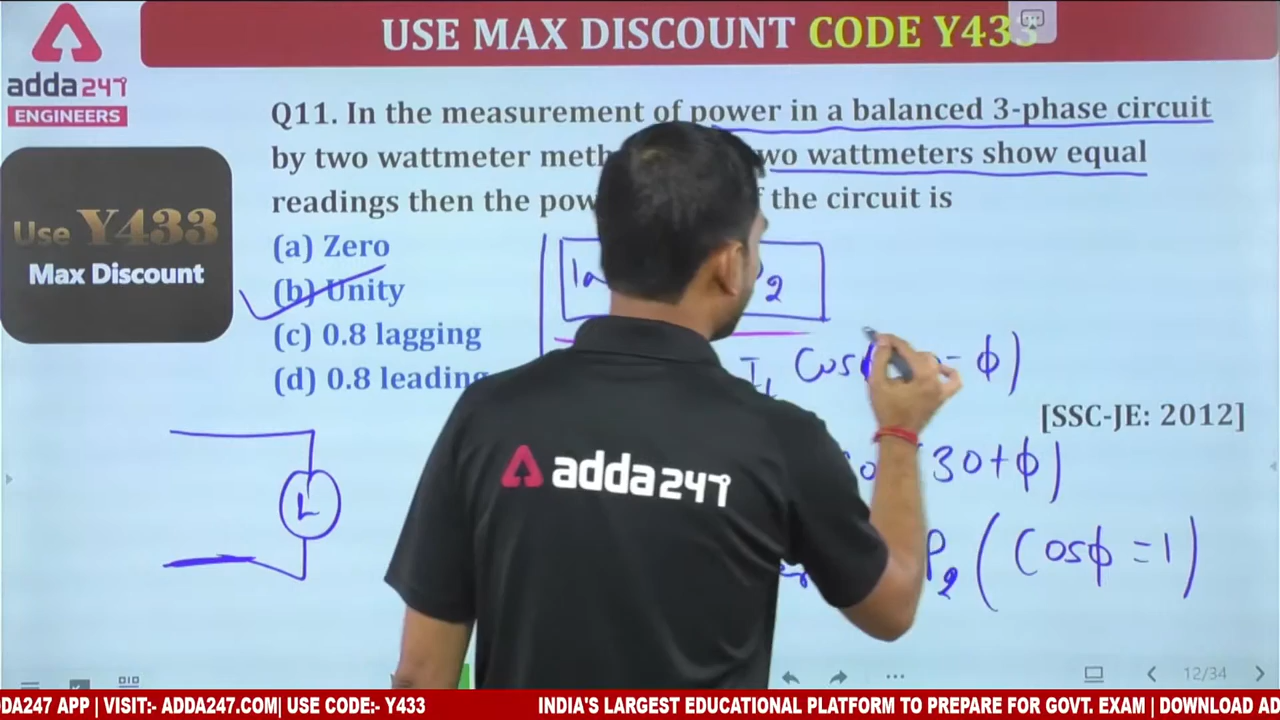 USE MAX DISCOUNT CODE Y433
adda247
ENGINEERS
Q11. In the measurement of power in a balanced 3-phase circuit
by two wattmeter wattmeters show equal
readings then the the circuit is
(a) Zero
(b) Unity
(c) 0.8 lagging
(d) 0.8 leading
Use Y433
Max Discount
2
Cos - φ)
[SSC-JE: 2012]
(30+φ)
P2 (Cosφ = 1)
L
adda247
12/34
DA247 APP | VISIT:- ADDA247.COM| USE CODE:- Y433 INDIA'S LARGEST EDUCATIONAL PLATFORM TO PREPARE FOR GOVT. EXAM | DOWNLOAD AD